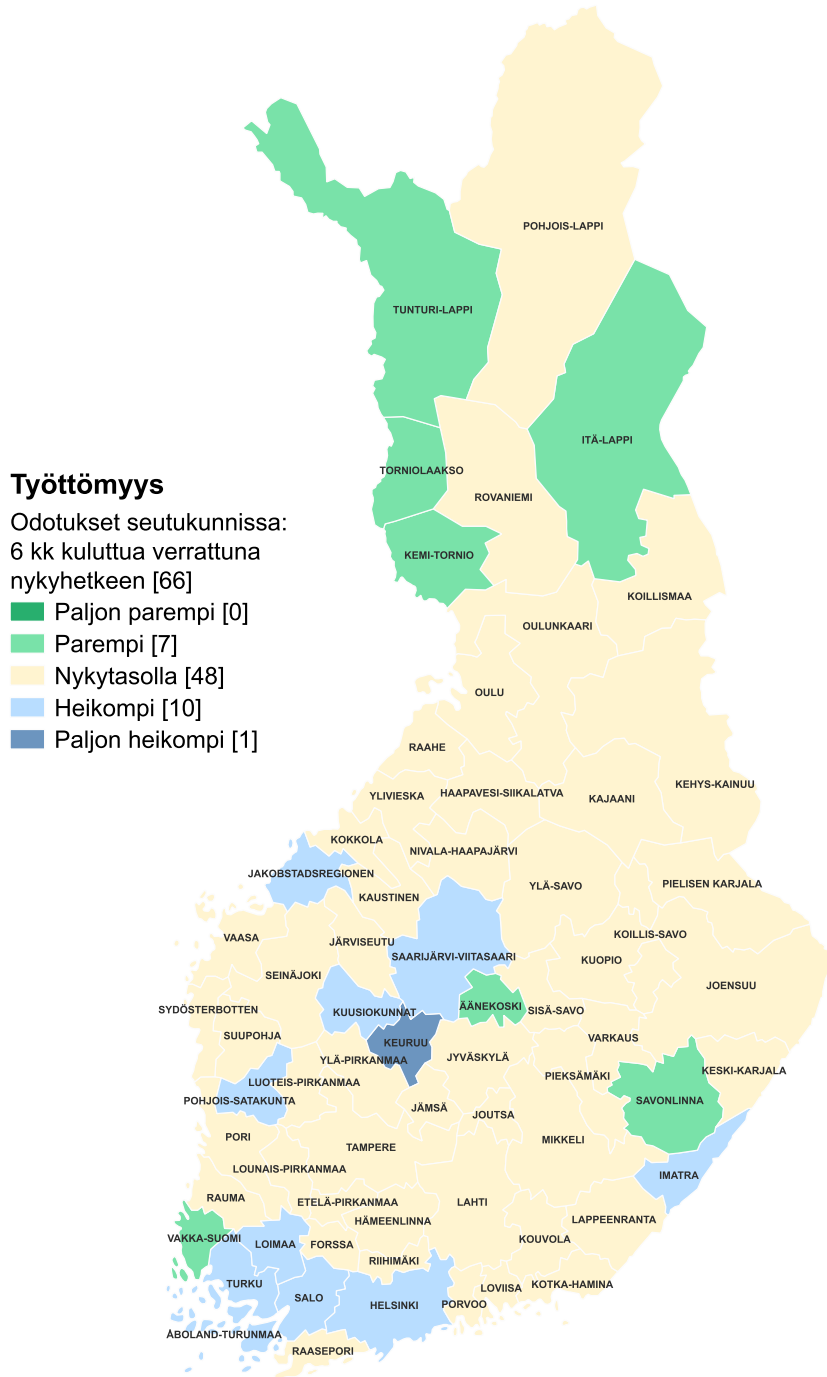 POHJOIS-LAPPI
TUNTURI-LAPPI
ITÄ-LAPPI
TORNIOLAAKSO
ROVANIEMI
Työttömyys
Odotukset seutukunnissa:
6 kk kuluttua verrattuna
nykyhetkeen [66]
Paljon parempi [0]
Parempi [7]
Nykytasolla [48]
Heikompi [10]
Paljon heikompi [1]
KEMI-TORNIO
KOILLISMAA
OULUNKAARI
OULU
RAAHE
KEHYS-KAINUU
HAAPAVESI-SIIKALATVA
YLIVIESKA
KAJAANI
KOKKOLA
NIVALA-HAAPAJÄRVI
JAKOBSTADSREGIONEN
YLÄ-SAVO
PIELISEN KARJALA
KAUSTINEN
KOILLIS-SAVO
VAASA
JÄRVISEUTU
SAARIJÄRVI-VIITASAARI
KUOPIO
SEINÄJOKI
JOENSUU
ÄÄNEKOSKI
SYDÖSTERBOTTEN
KUUSIOKUNNAT
SISÄ-SAVO
SUUPOHJA
VARKAUS
KEURUU
YLÄ-PIRKANMAA
JYVÄSKYLÄ
KESKI-KARJALA
PIEKSÄMÄKI
LUOTEIS-PIRKANMAA
POHJOIS-SATAKUNTA
SAVONLINNA
JÄMSÄ
JOUTSA
PORI
MIKKELI
TAMPERE
LOUNAIS-PIRKANMAA
IMATRA
RAUMA
ETELÄ-PIRKANMAA
LAHTI
HÄMEENLINNA
LAPPEENRANTA
VAKKA-SUOMI
LOIMAA
FORSSA
KOUVOLA
RIIHIMÄKI
TURKU
LOVIISA
KOTKA-HAMINA
SALO
HELSINKI
PORVOO
ÅBOLAND-TURUNMAA
RAASEPORI